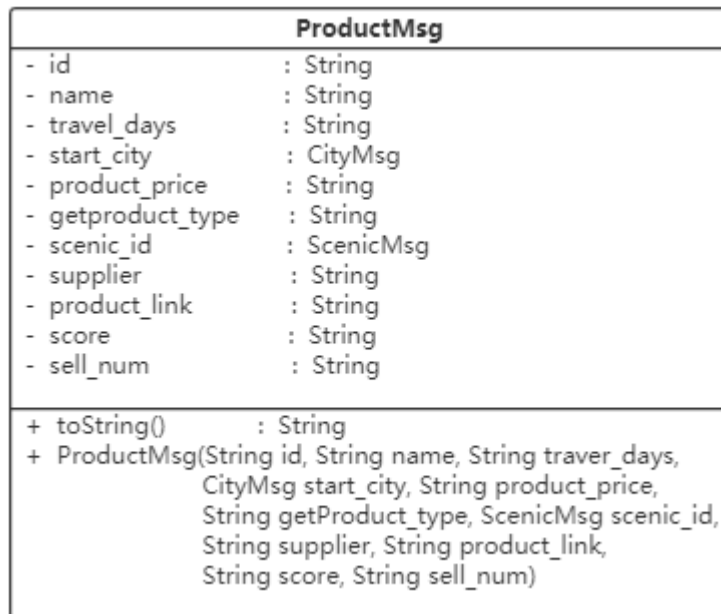 ProductMsg
- id : String
- name : String
- travel_days : String
- start_city : CityMsg
- product_price : String
- getproduct_type : String
- scenic_id : ScenicMsg
- supplier : String
- product_link : String
- score : String
- sell_num : String
+ toString() : String
+ ProductMsg(String id, String name, String traver_days,
CityMsg start_city, String product_price,
String getProduct_type, ScenicMsg scenic_id,
String supplier, String product_link,
String score, String sell_num)